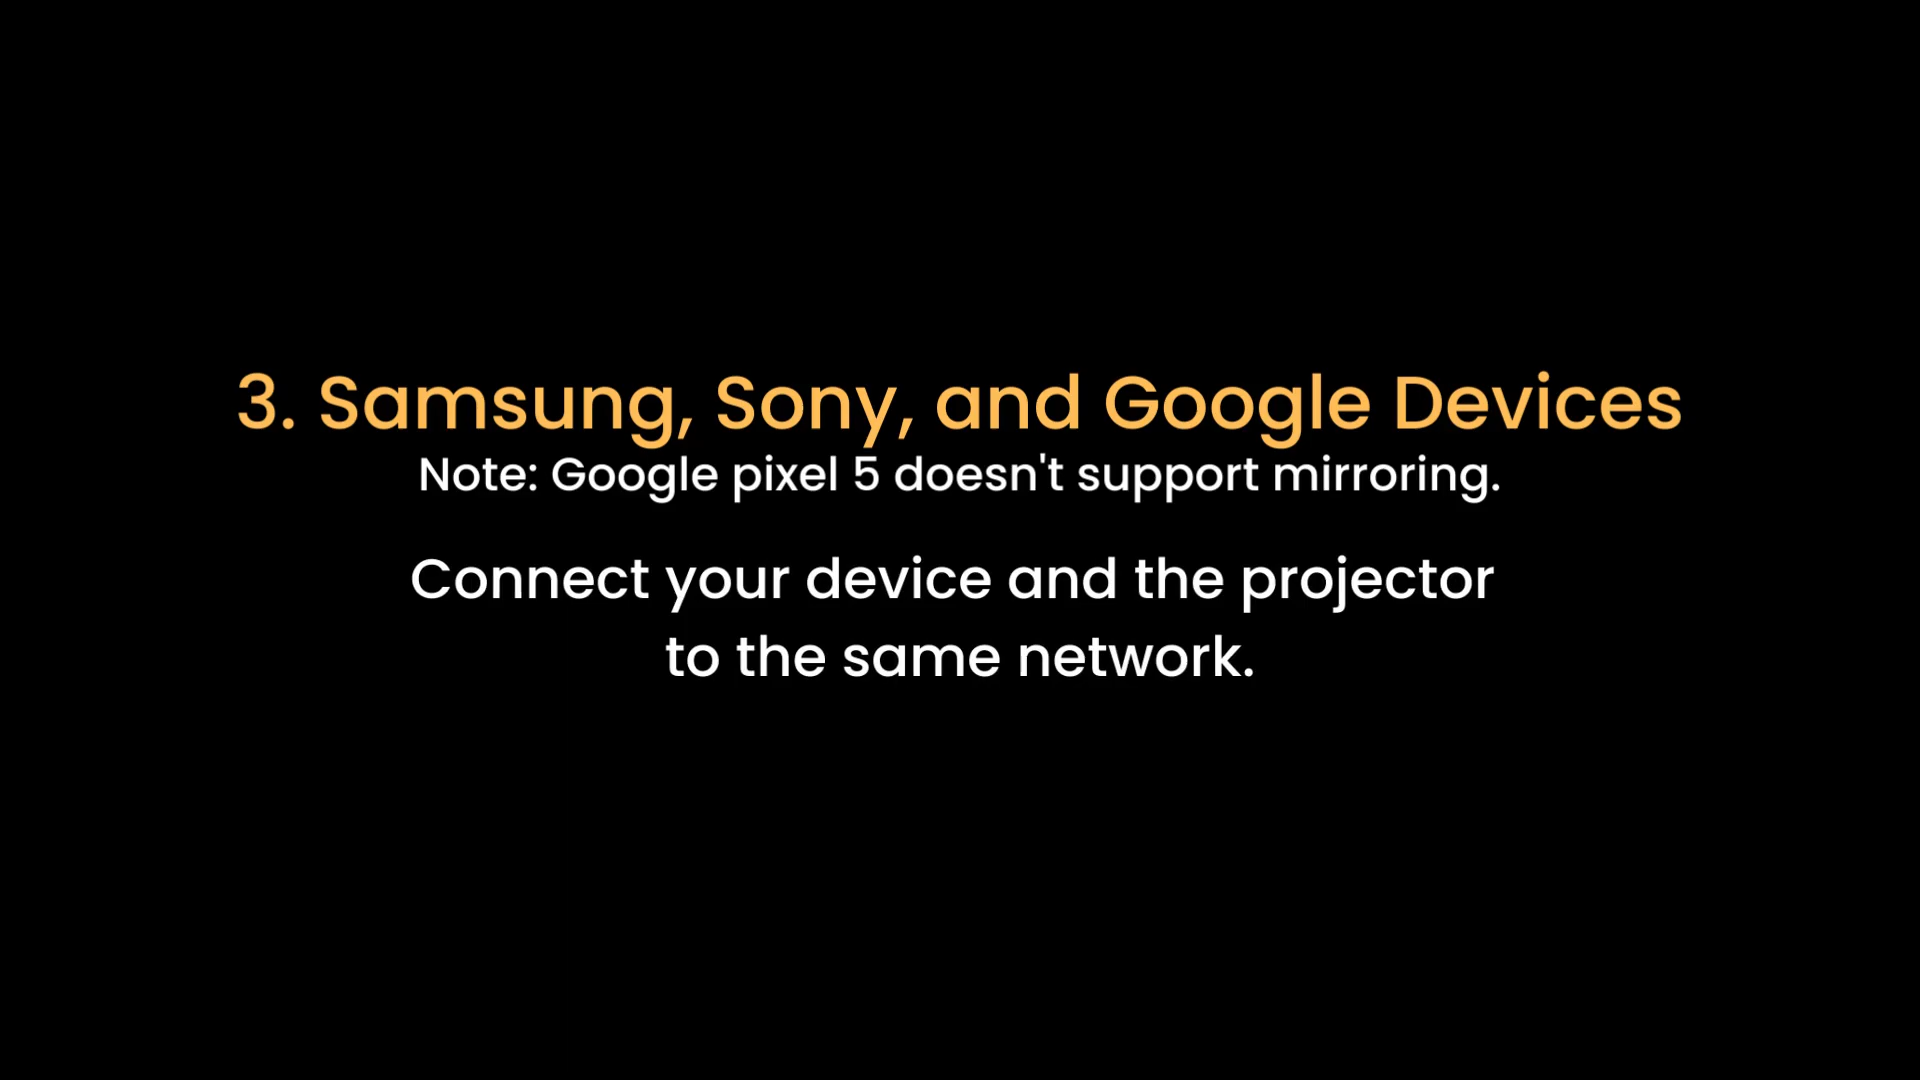 3. Samsung, Sony, and Google Devices
Note: Google pixel 5 doesn't support mirroring.
Connect your device and the projector
to the same network.